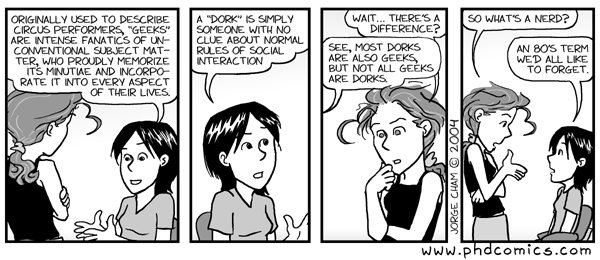 ORIGINALLY USED TO DESCRIBE
CIRCUS PERFORMERS, "GEEKS"
ARE INTENSE FANATICS OF UN-
CONVENTIONAL SUBJECT MAT-
TER, WHO PROUDLY MEMORIZE
ITS MINUTIAE AND INCORPO-
RATE IT INTO EVERY ASPECT
OF THEIR LIVES.
A "DORK" IS SIMPLY
SOMEONE WITH NO
CLUE ABOUT NORMAL
RULES OF SOCIAL
INTERACTION
WAIT... THERE'S A
DIFFERENCE?
SEE, MOST DORKS
ARE ALSO GEEKS,
BUT NOT ALL GEEKS
ARE DORKS.
JORGE CHAM © 2004
SO WHAT'S A NERD?
AN 80'S TERM
WE'D ALL LIKE
TO FORGET.
www.phdcomics.com